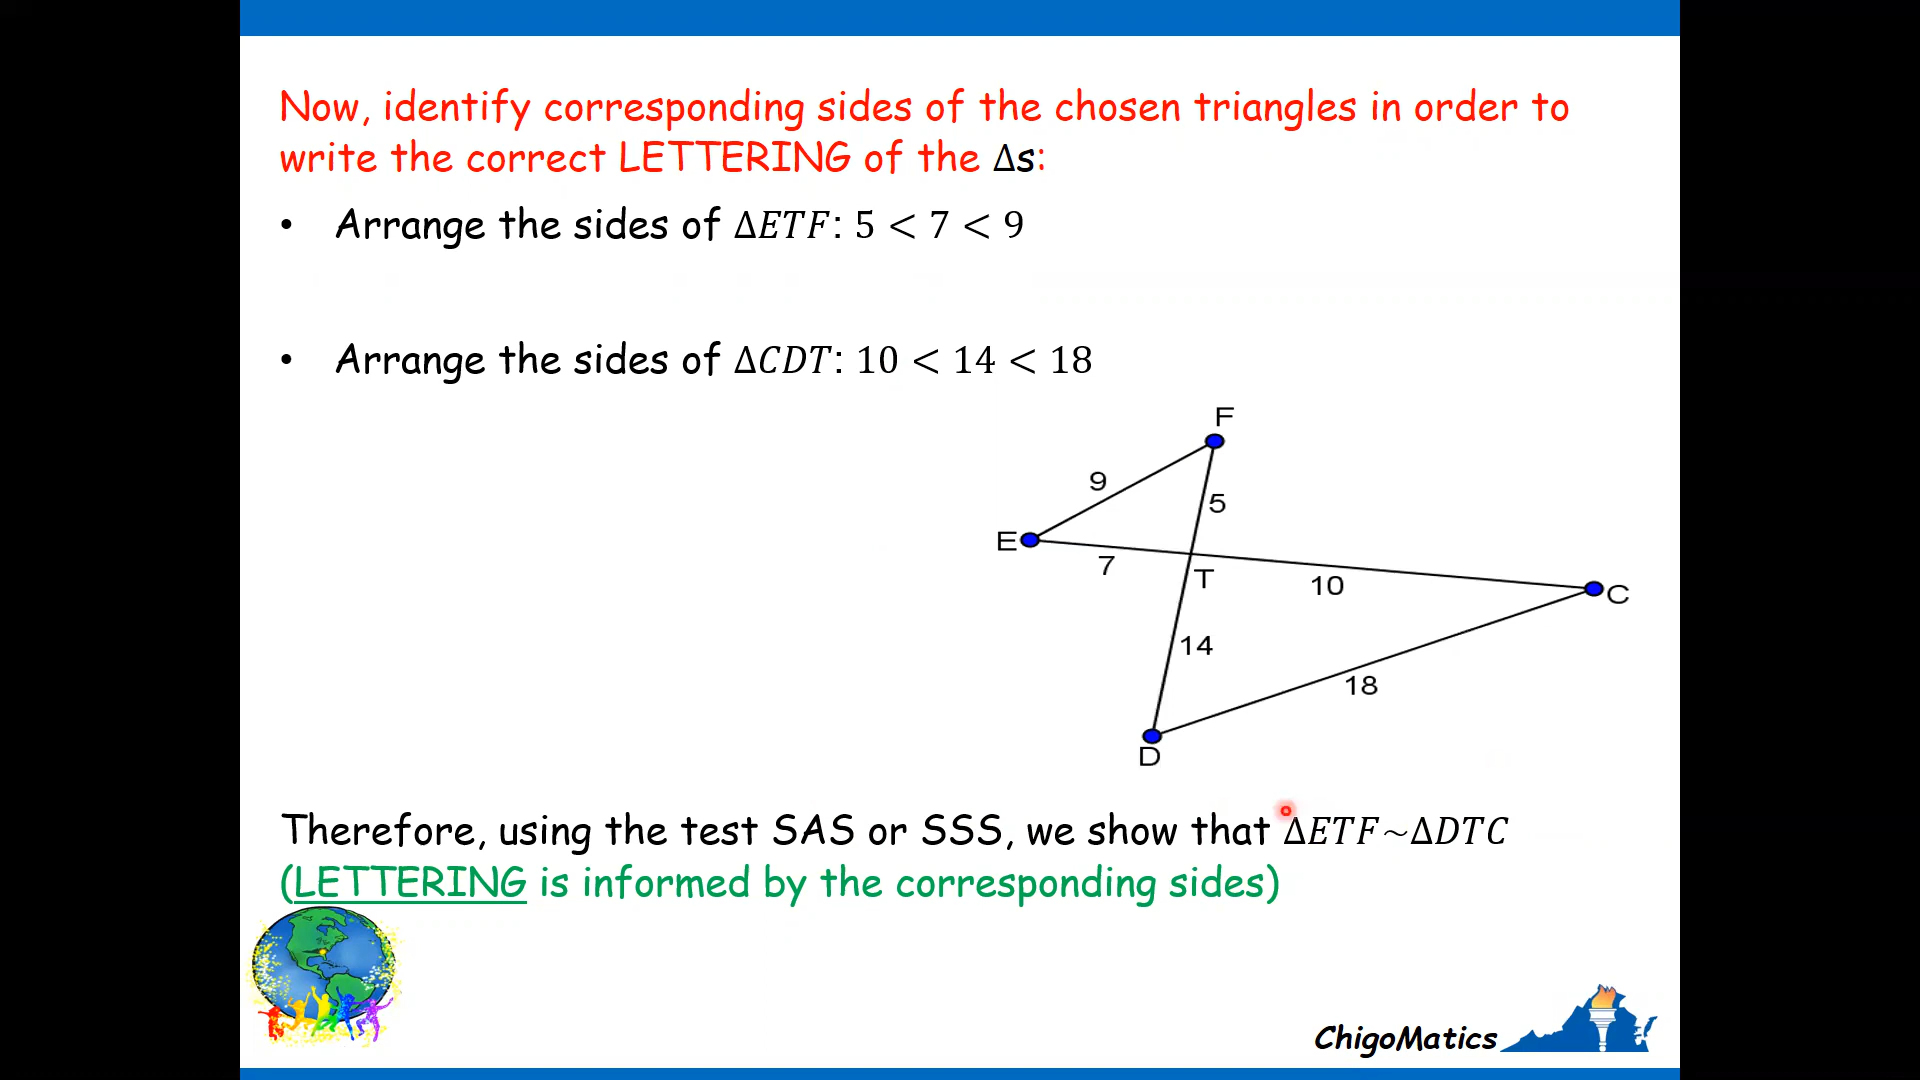 Now, identify corresponding sides of the chosen triangles in order to
write the correct LETTERING of the Δs:
• Arrange the sides of Δ𝐸𝑇𝐹: 5 < 7 < 9
• Arrange the sides of Δ𝐶𝐷𝑇: 10 < 14 < 18
F
9
5
E
7
T
10
C
14
18
D
Therefore, using the test SAS or SSS, we show that Δ𝐸𝑇𝐹~Δ𝐷𝑇𝐶
(LETTERING is informed by the corresponding sides)
ChigoMatics